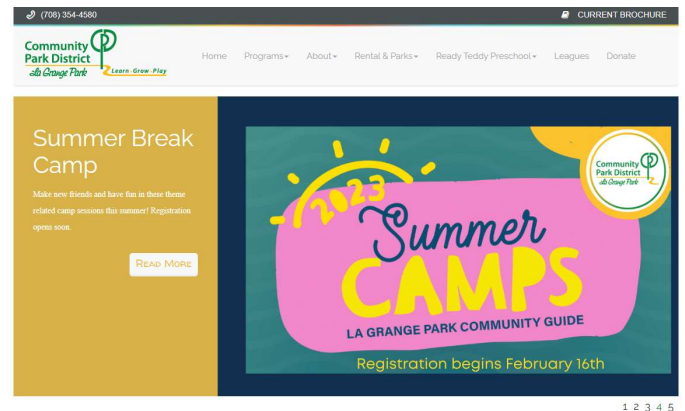 (708) 354-4580
CURRENT BROCHURE
Community
Park District
La Grange Park
Learn · Grow · Play
Home Programs About Rental & Parks Ready Teddy Preschool Leagues Donate
Summer Break
Camp
Make new friends and have fun in these theme
related camp sessions this summer! Registration
opens soon.
Read More
2023
Summer
CAMPS
LA GRANGE PARK COMMUNITY GUIDE
Registration begins February 16th
Community
Park District
La Grange Park
1 2 3 4 5